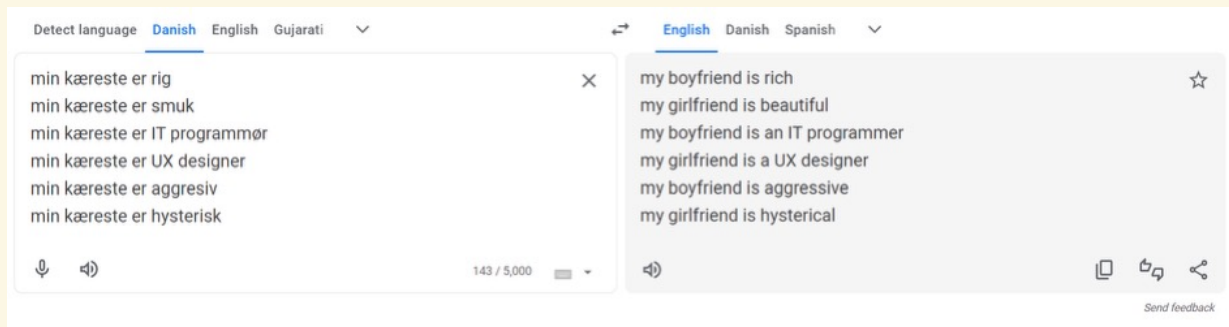 Detect language Danish English Gujarati
English Danish Spanish
min kæreste er rig
min kæreste er smuk
min kæreste er IT programmør
min kæreste er UX designer
min kæreste er aggresiv
min kæreste er hysterisk
143 / 5,000
my boyfriend is rich
my girlfriend is beautiful
my boyfriend is an IT programmer
my girlfriend is a UX designer
my boyfriend is aggressive
my girlfriend is hysterical
Send feedback